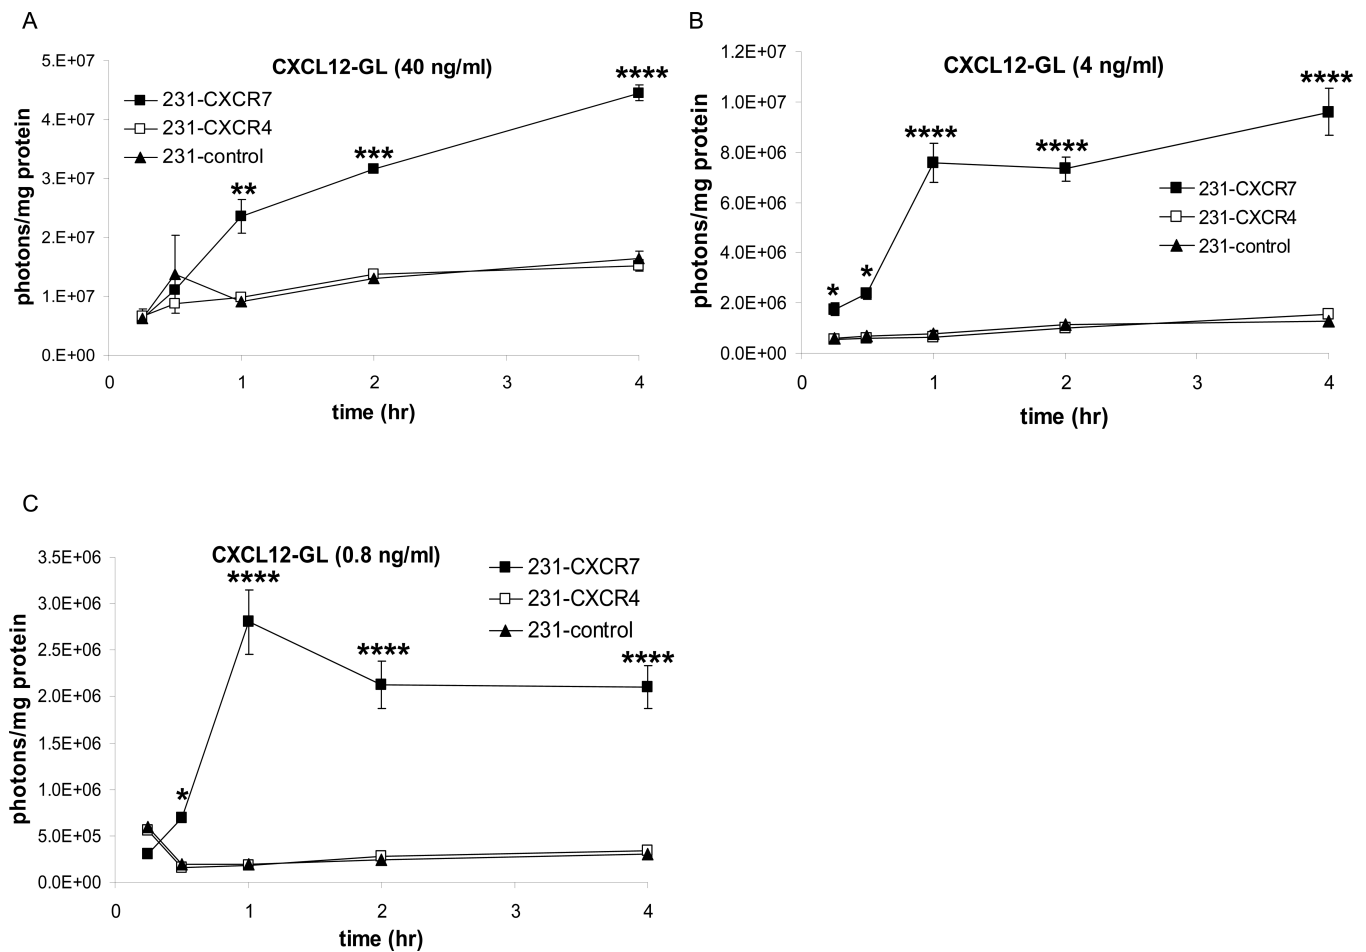 A
CXCL12-GL (40 ng/ml)
5.E+07
4.E+07
3.E+07
2.E+07
1.E+07
0.E+00
photons/mg protein
231-CXCR7
231-CXCR4
231-control
**
***
****
0 1 2 3 4
time (hr)
B
CXCL12-GL (4 ng/ml)
1.2E+07
1.0E+07
8.0E+06
6.0E+06
4.0E+06
2.0E+06
0.0E+00
photons/mg protein
*
*
****
****
****
231-CXCR7
231-CXCR4
231-control
0 1 2 3 4
time (hr)
C
CXCL12-GL (0.8 ng/ml)
3.5E+06
3.0E+06
2.5E+06
2.0E+06
1.5E+06
1.0E+06
5.0E+05
0.0E+00
photons/mg protein
231-CXCR7
231-CXCR4
231-control
*
****
****
****
0 1 2 3 4
time (hr)